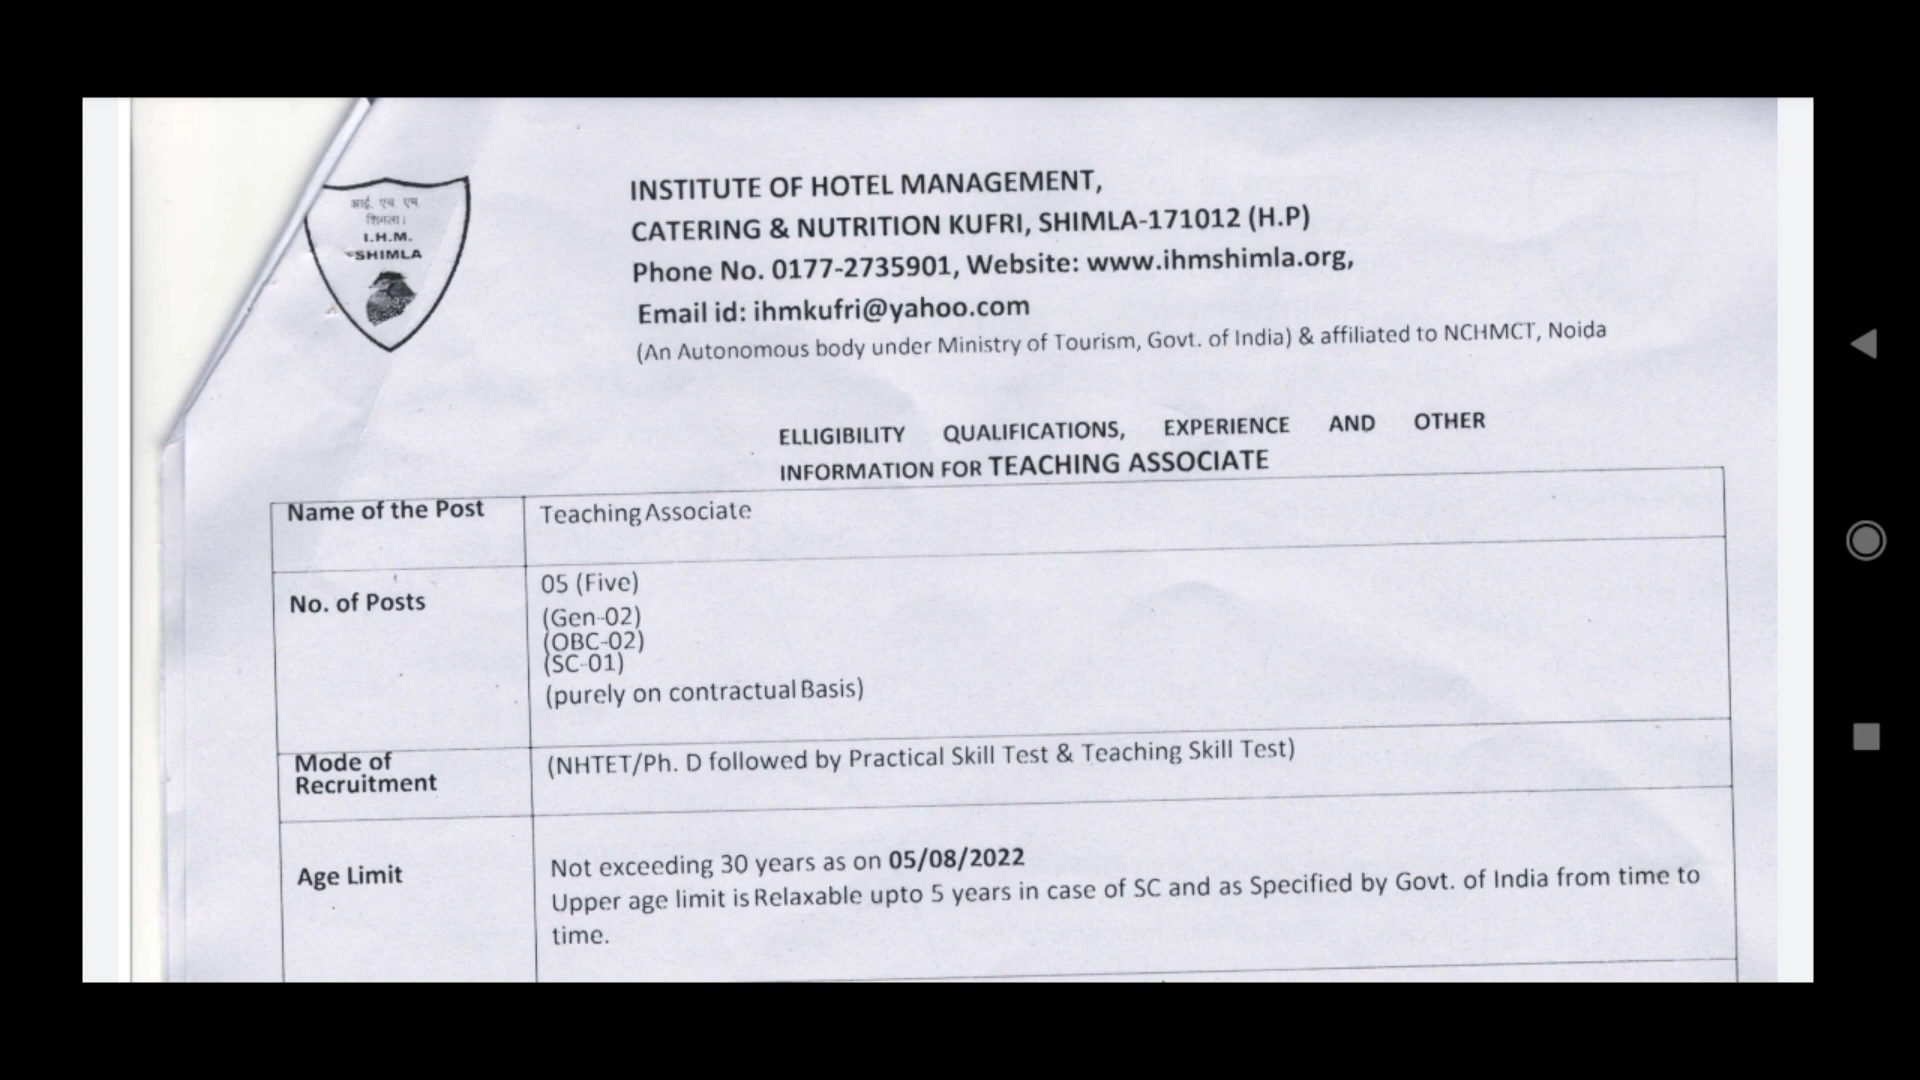 आई. एच. एम.
शिमला।
I.H.M.
SHIMLA
INSTITUTE OF HOTEL MANAGEMENT,
CATERING & NUTRITION KUFRI, SHIMLA-171012 (H.P)
Phone No. 0177-2735901, Website: www.ihmshimla.org,
Email id: ihmkufri@yahoo.com
(An Autonomous body under Ministry of Tourism, Govt. of India) & affiliated to NCHMCT, Noida
ELLIGIBILITY QUALIFICATIONS, EXPERIENCE AND OTHER
INFORMATION FOR TEACHING ASSOCIATE
Name of the Post
Teaching Associate
No. of Posts
05 (Five)
(Gen-02)
(OBC-02)
(SC-01)
(purely on contractual Basis)
Mode of
Recruitment
(NHTET/Ph. D followed by Practical Skill Test & Teaching Skill Test)
Age Limit
Not exceeding 30 years as on 05/08/2022
Upper age limit is Relaxable upto 5 years in case of SC and as Specified by Govt. of India from time to
time.